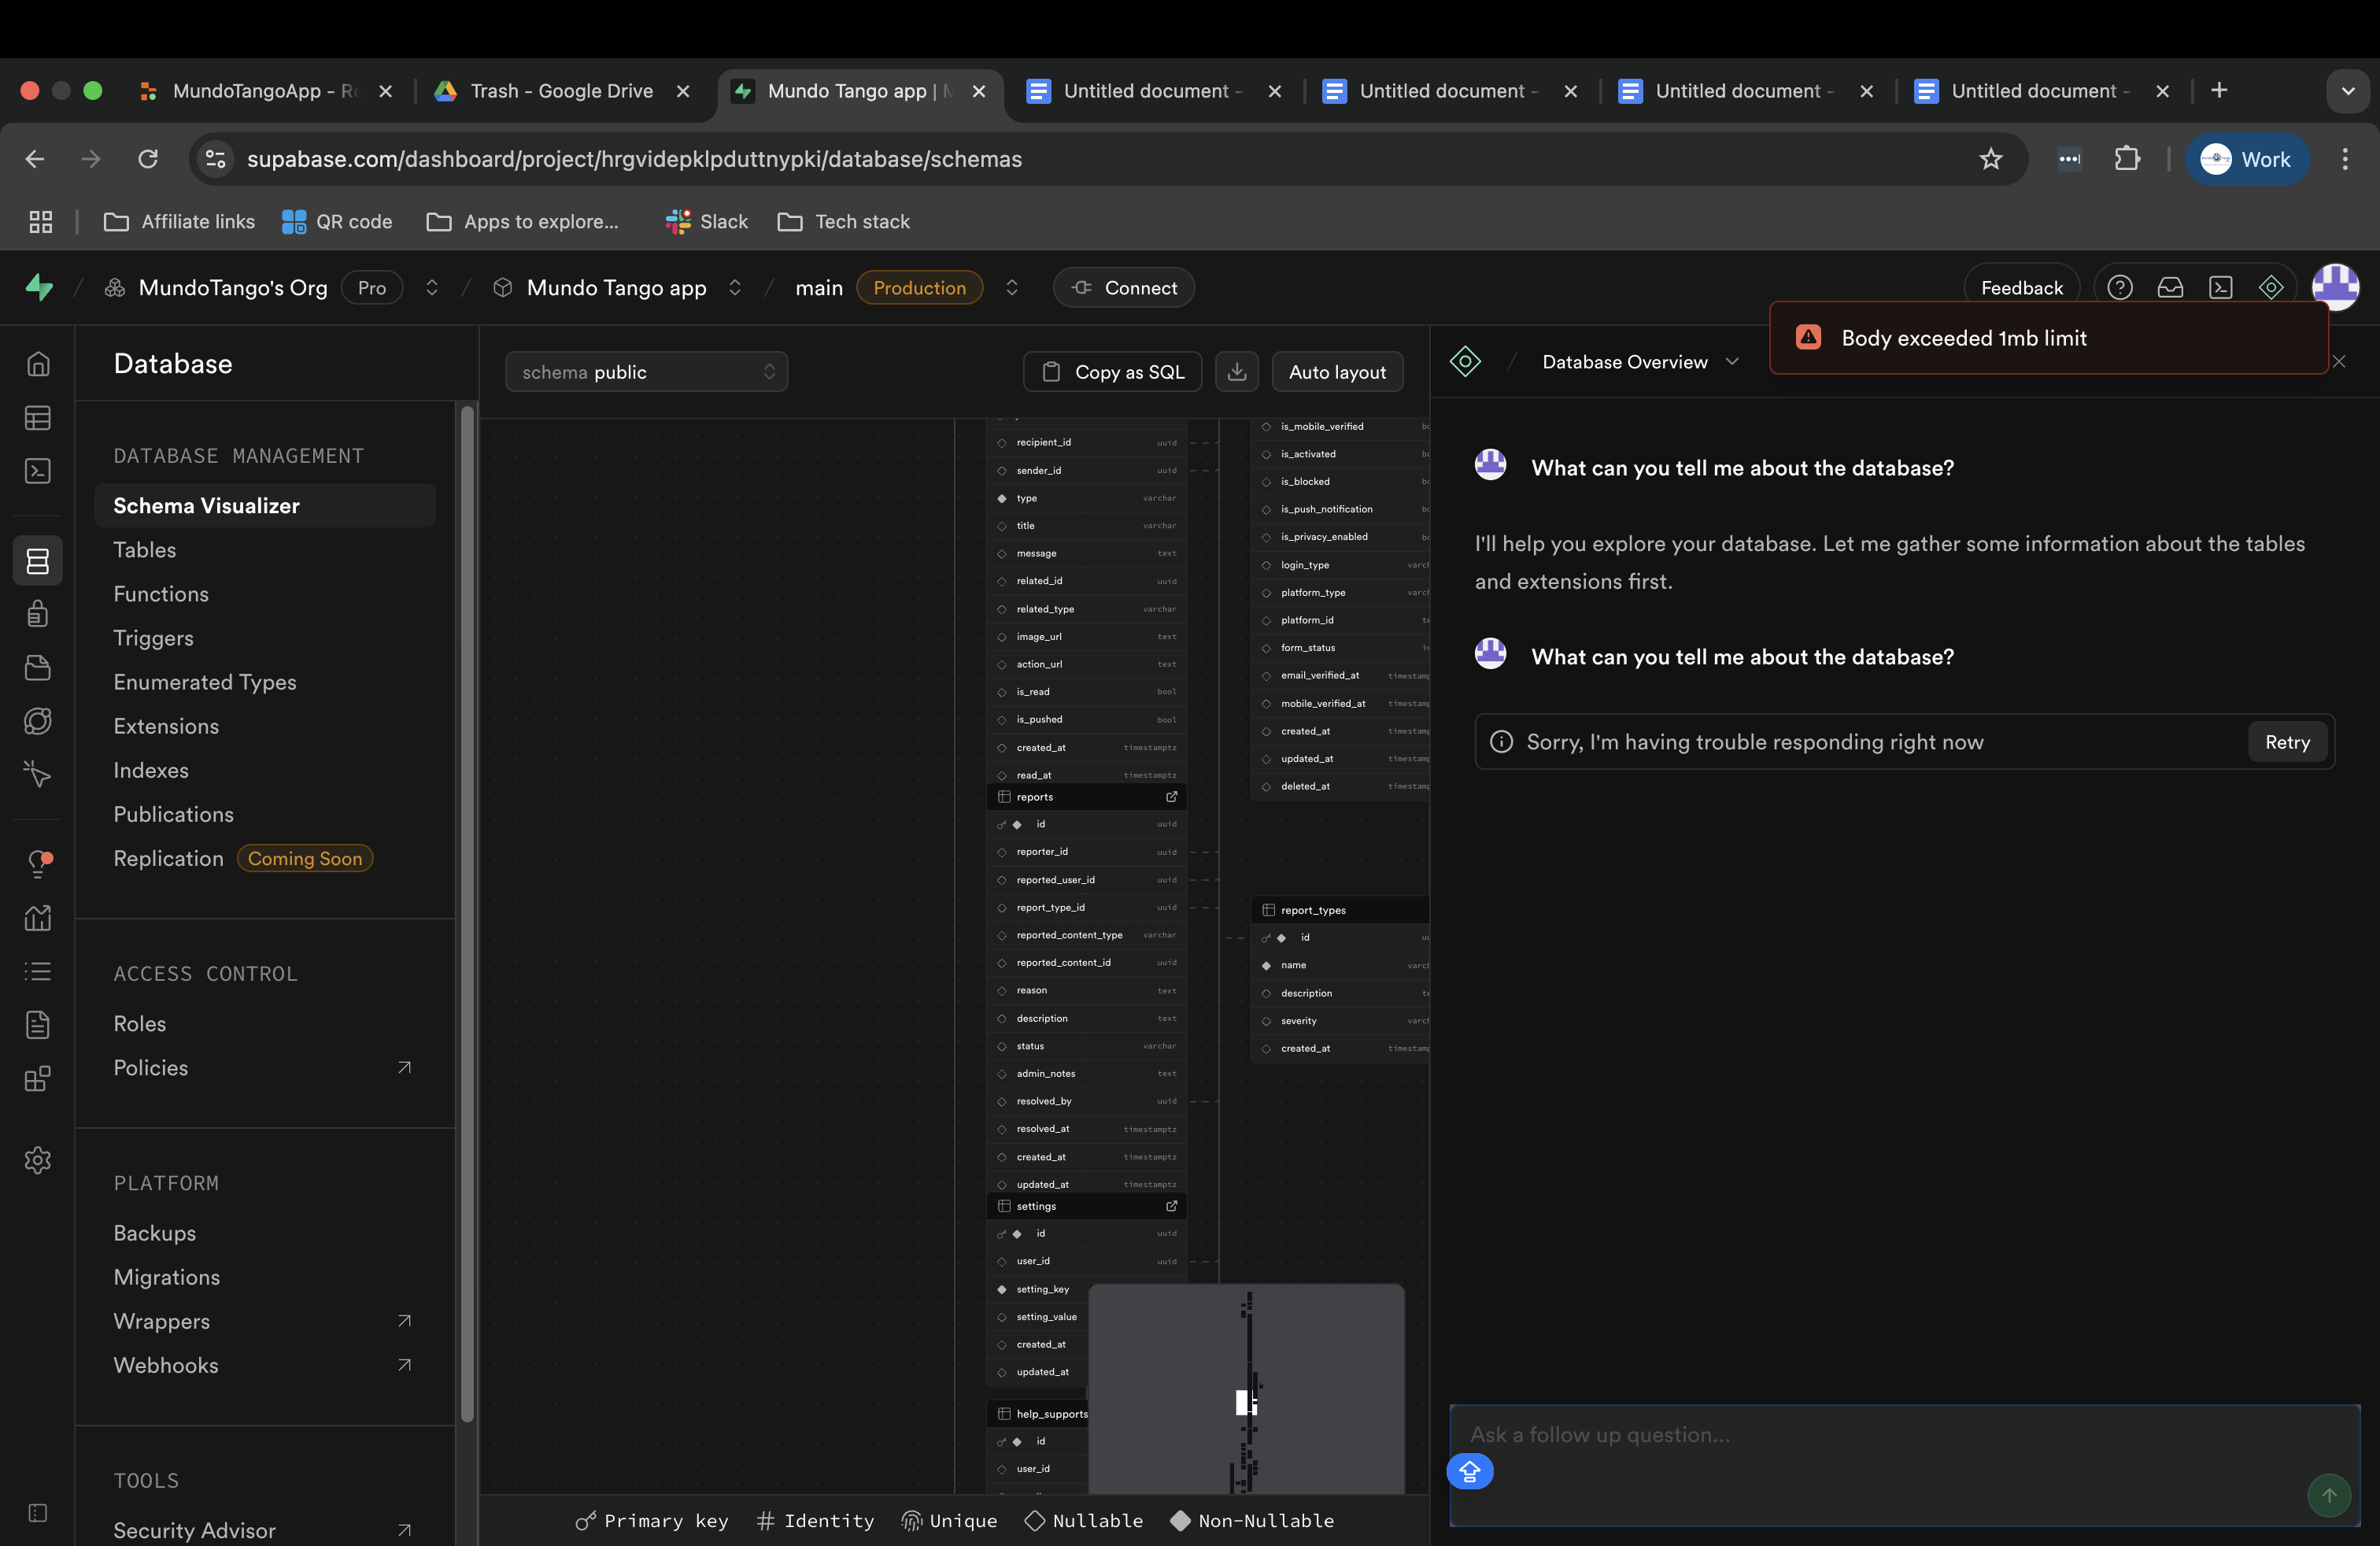 MundoTangoApp - Re
Trash - Google Drive
Mundo Tango app | M
Untitled document -
Untitled document -
Untitled document -
Untitled document -
supabase.com/dashboard/project/hrgvidepklpduttnypki/database/schemas
Work
Affiliate links
QR code
Apps to explore...
Slack
Tech stack
MundoTango's Org
Pro
Mundo Tango app
main
Production
Connect
Feedback
Body exceeded 1mb limit
Database
schema public
Copy as SQL
Auto layout
Database Overview
DATABASE MANAGEMENT
Schema Visualizer
Tables
Functions
Triggers
Enumerated Types
Extensions
Indexes
Publications
Replication Coming Soon
ACCESS CONTROL
Roles
Policies
PLATFORM
Backups
Migrations
Wrappers
Webhooks
TOOLS
Security Advisor
recipient_id uuid
sender_id uuid
type varchar
title varchar
message text
related_id uuid
related_type varchar
image_url text
action_url text
is_read bool
is_pushed bool
created_at timestamptz
read_at timestamptz
reports
id uuid
reporter_id uuid
reported_user_id uuid
report_type_id uuid
reported_content_type varchar
reported_content_id uuid
reason text
description text
status varchar
admin_notes text
resolved_by uuid
resolved_at timestamptz
created_at timestamptz
updated_at timestamptz
settings
id uuid
user_id uuid
setting_key
setting_value
created_at
updated_at
help_supports
id
user_id
is_mobile_verified
is_activated
is_blocked
is_push_notification
is_privacy_enabled
login_type
platform_type
platform_id
form_status
email_verified_at
mobile_verified_at
created_at
updated_at
deleted_at
report_types
id
name
description
severity
created_at
Primary key
Identity
Unique
Nullable
Non-Nullable
What can you tell me about the database?
I'll help you explore your database. Let me gather some information about the tables
and extensions first.
What can you tell me about the database?
Sorry, I'm having trouble responding right now
Retry
Ask a follow up question...